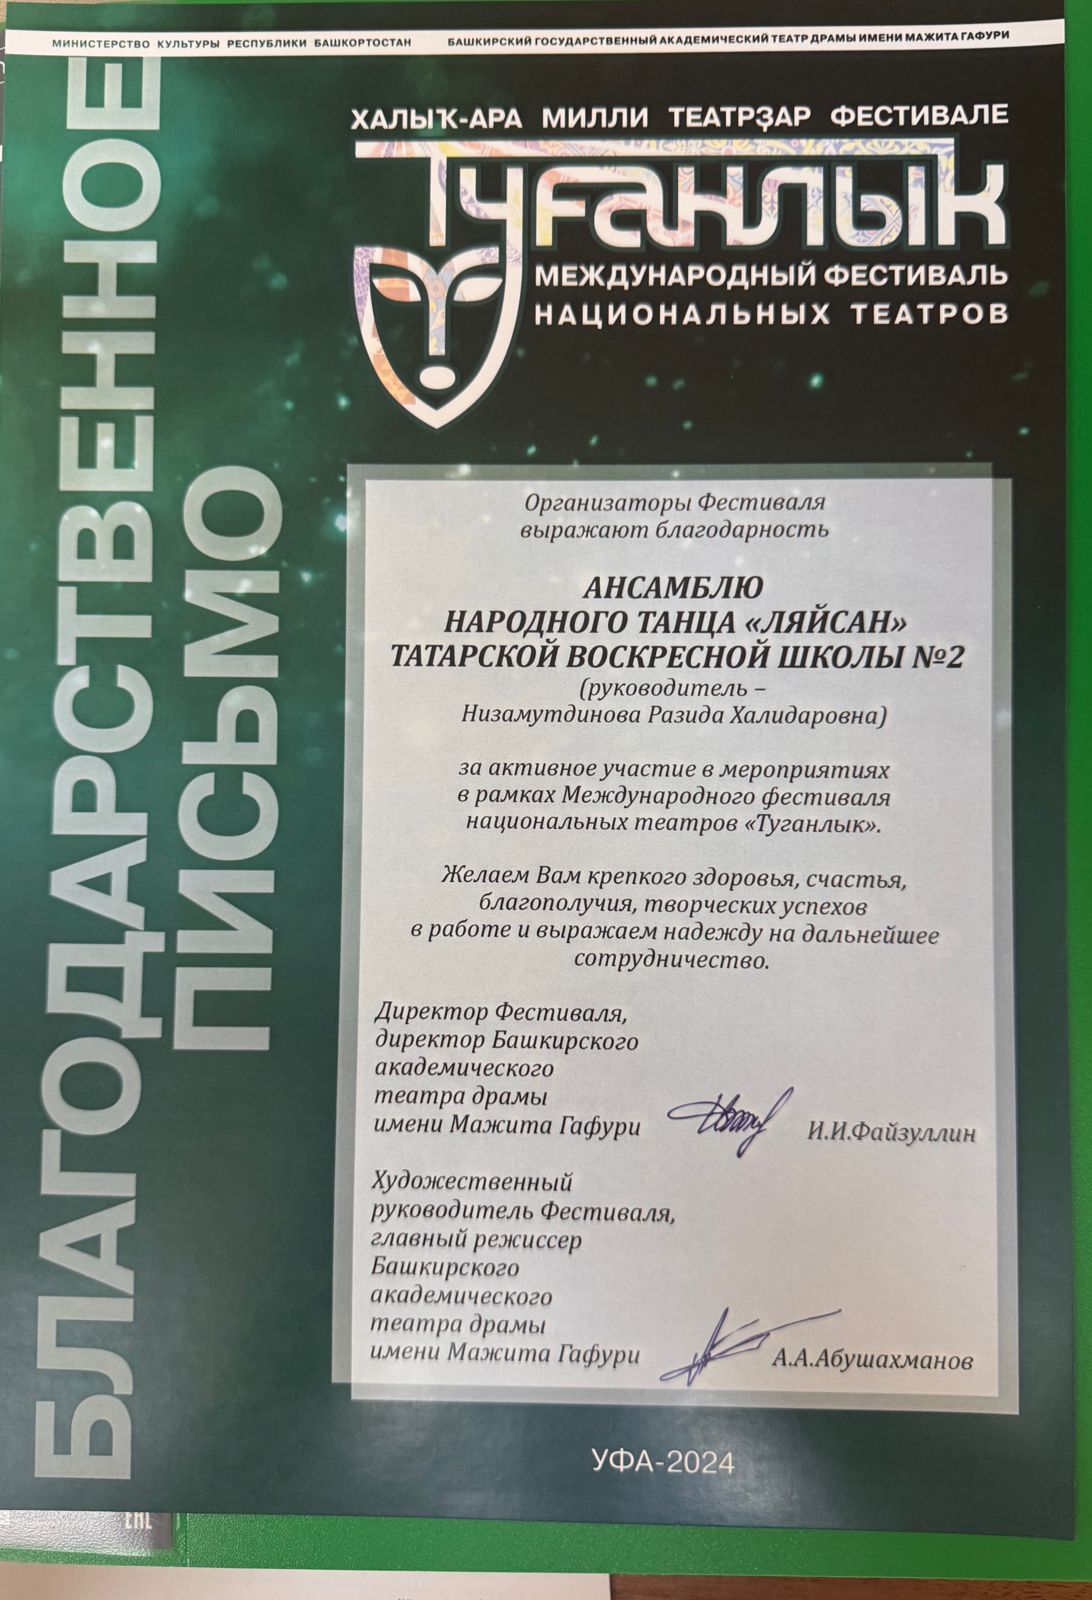 МИНИСТЕРСТВО КУЛЬТУРЫ РЕСПУБЛИКИ БАШКОРТОСТАН БАШКИРСКИЙ ГОСУДАРСТВЕННЫЙ АКАДЕМИЧЕСКИЙ ТЕАТР ДРАМЫ ИМЕНИ МАЖИТА ГАФУРИ
БЛАГОДАРСТВЕННОЕ
ПИСЬМО
ХАЛЫҠ-АРА МИЛЛИ ТЕАТРҘАР ФЕСТИВАЛЕ
Туғанлыҡ
МЕЖДУНАРОДНЫЙ ФЕСТИВАЛЬ
НАЦИОНАЛЬНЫХ ТЕАТРОВ
Организаторы Фестиваля
выражают благодарность
АНСАМБЛЮ
НАРОДНОГО ТАНЦА «ЛЯЙСАН»
ТАТАРСКОЙ ВОСКРЕСНОЙ ШКОЛЫ №2
(руководитель –
Низамутдинова Разида Халидаровна)
за активное участие в мероприятиях
в рамках Международного фестиваля
национальных театров «Туганлык».
Желаем Вам крепкого здоровья, счастья,
благополучия, творческих успехов
в работе и выражаем надежду на дальнейшее
сотрудничество.
Директор Фестиваля,
директор Башкирского
академического
театра драмы
имени Мажита Гафури И.И.Файзуллин
Художественный
руководитель Фестиваля,
главный режиссер
Башкирского
академического
театра драмы
имени Мажита Гафури А.А.Абушахманов
УФА-2024